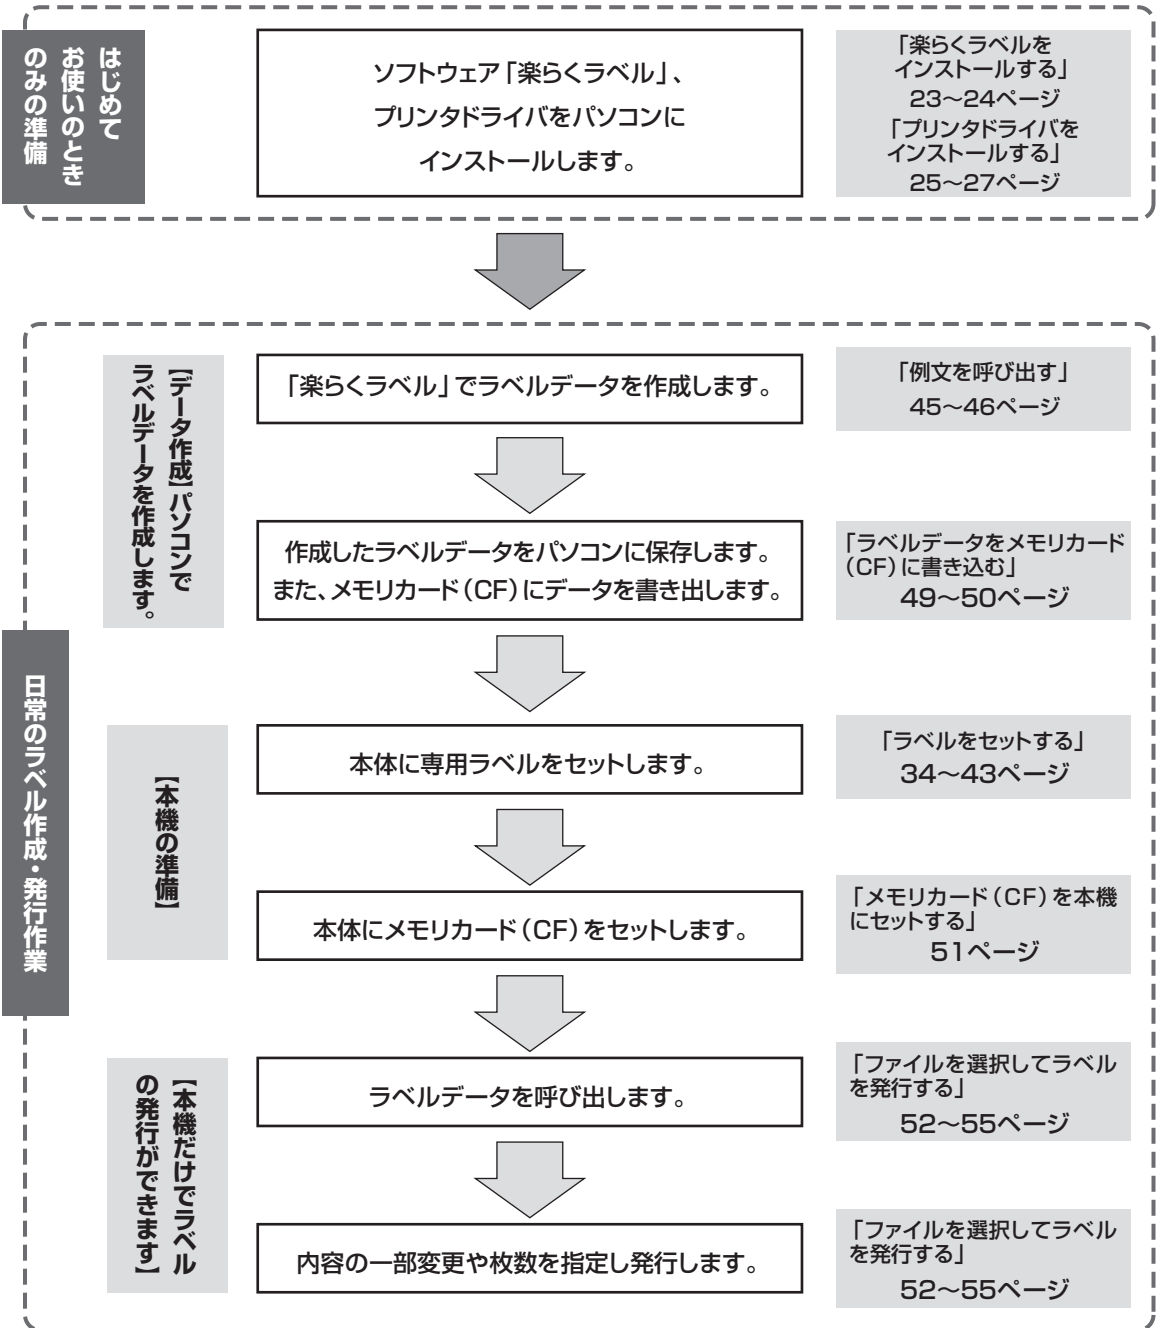 はじめて
お使いのとき
のみの準備
ソフトウェア「楽らくラベル」、
プリンタドライバをパソコンに
インストールします。
「楽らくラベルを
インストールする」
23～24ページ
「プリンタドライバを
インストールする」
25～27ページ
日常のラベル作成・発行作業
【データ作成】パソコンで
ラベルデータを作成します。
「楽らくラベル」でラベルデータを作成します。
「例文を呼び出す」
45～46ページ
作成したラベルデータをパソコンに保存します。
また、メモリカード（CF）にデータを書き出します。
「ラベルデータをメモリカード
（CF）に書き込む」
49～50ページ
【本機の準備】
本体に専用ラベルをセットします。
「ラベルをセットする」
34～43ページ
本体にメモリカード（CF）をセットします。
「メモリカード（CF）を本機
にセットする」
51ページ
【本機だけでラベル
の発行ができます】
ラベルデータを呼び出します。
「ファイルを選択してラベル
を発行する」
52～55ページ
内容の一部変更や枚数を指定し発行します。
「ファイルを選択してラベル
を発行する」
52～55ページ